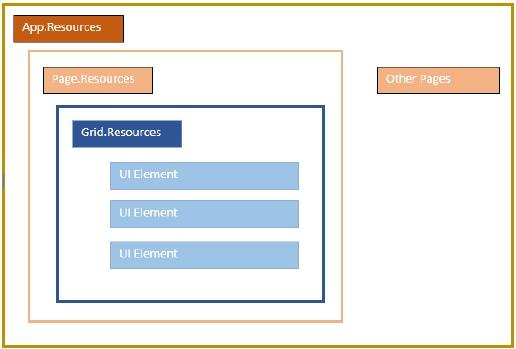 App.Resources
Page.Resources
Other Pages
Grid.Resources
UI Element
UI Element
UI Element